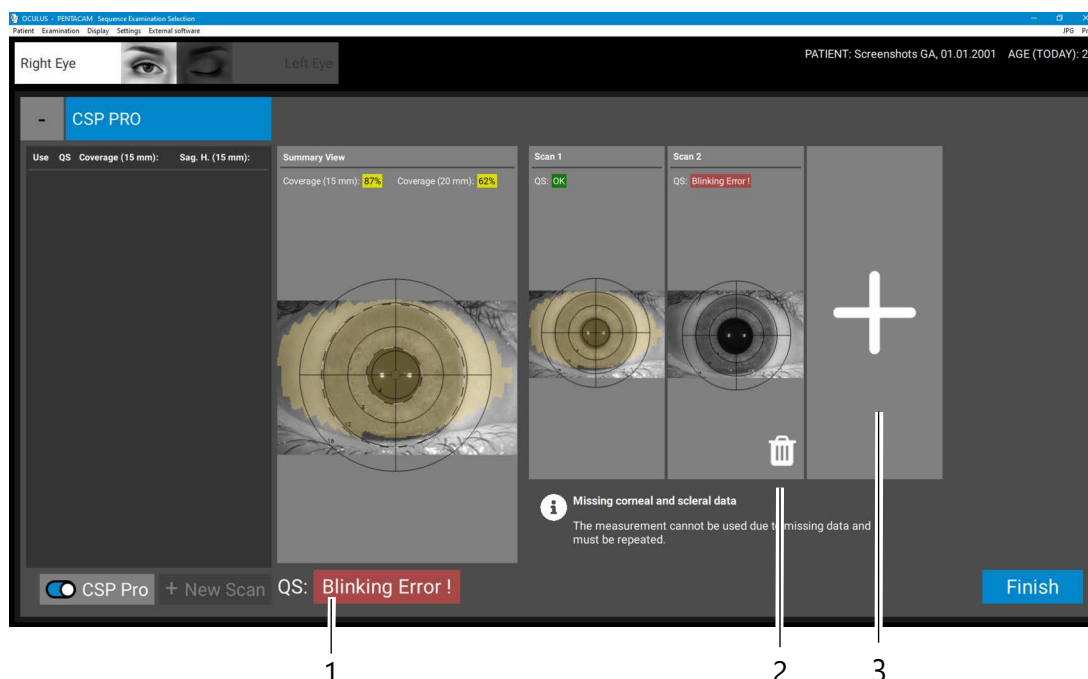 OCULUS - PENTACAM Sequence Examination Selection
Patient Examination Display Settings External software JPG Pr
Right Eye Left Eye PATIENT: Screenshots GA, 01.01.2001 AGE (TODAY): 2
- CSP PRO
Use QS Coverage (15 mm): Sag. H. (15 mm):
Summary View
Coverage (15 mm): 87% Coverage (20 mm): 62%
Scan 1
QS: OK
Scan 2
QS: Blinking Error !
12
16
Missing corneal and scleral data
The measurement cannot be used due to missing data and
must be repeated.
CSP Pro + New Scan QS: Blinking Error ! Finish
1 2 3